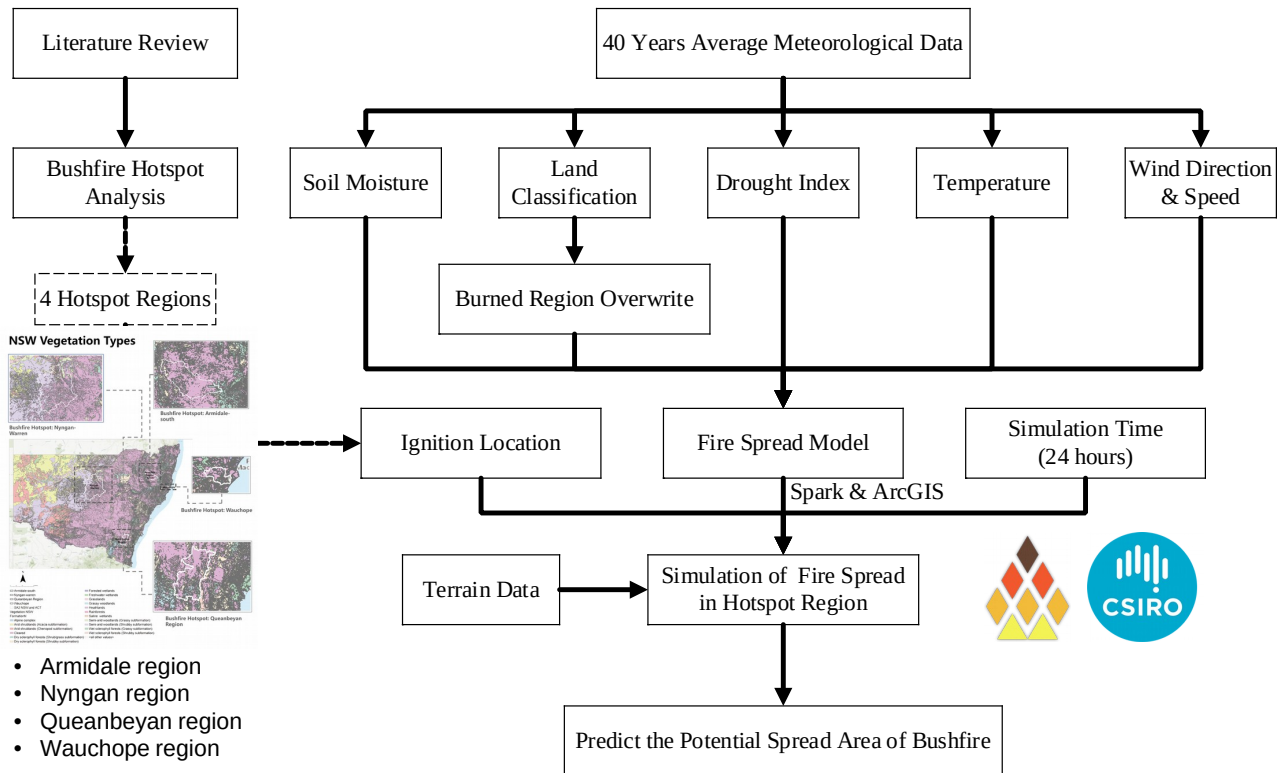 Literature Review
40 Years Average Meteorological Data
Bushfire Hotspot
Analysis
Soil Moisture
Land
Classification
Drought Index
Temperature
Wind Direction
& Speed
4 Hotspot Regions
Burned Region Overwrite
NSW Vegetation Types
Bushfire Hotspot: Nyngan-
Warren
Bushfire Hotspot: Armidale-
south
Bushfire Hotspot: Wauchope
Bushfire Hotspot: Queanbeyan
Region
Ignition Location
Fire Spread Model
Simulation Time
(24 hours)
Spark & ArcGIS
Terrain Data
Simulation of Fire Spread
in Hotspot Region
CSIRO
Predict the Potential Spread Area of Bushfire
• Armidale region
• Nyngan region
• Queanbeyan region
• Wauchope region